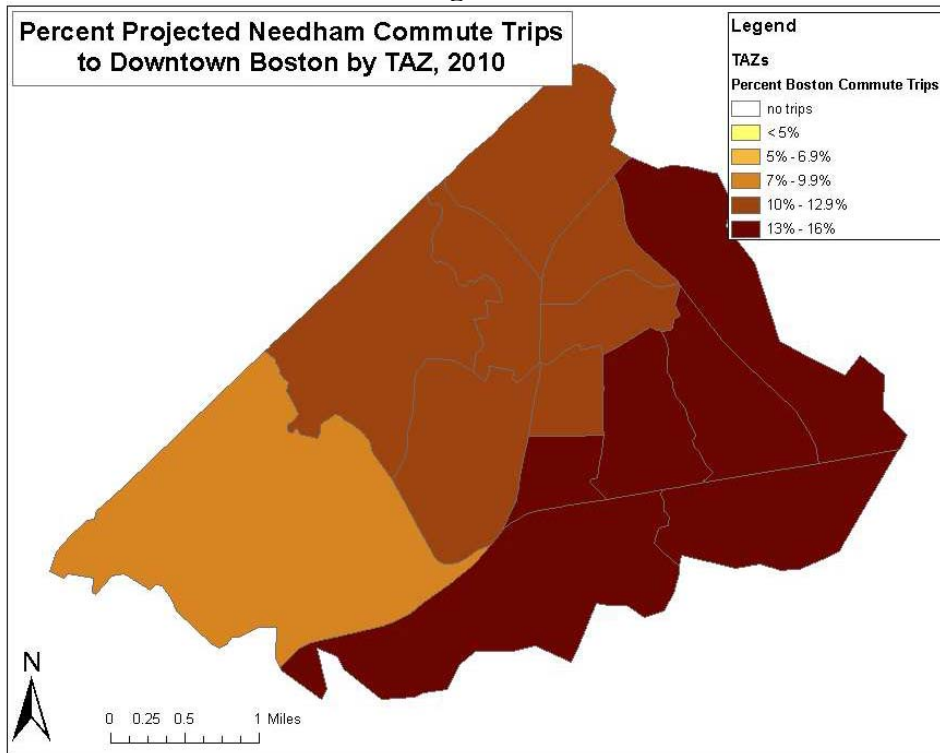 Percent Projected Needham Commute Trips
to Downtown Boston by TAZ, 2010
Legend
TAZs
Percent Boston Commute Trips
no trips
< 5%
5% - 6.9%
7% - 9.9%
10% - 12.9%
13% - 16%
N
0 0.25 0.5 1 Miles